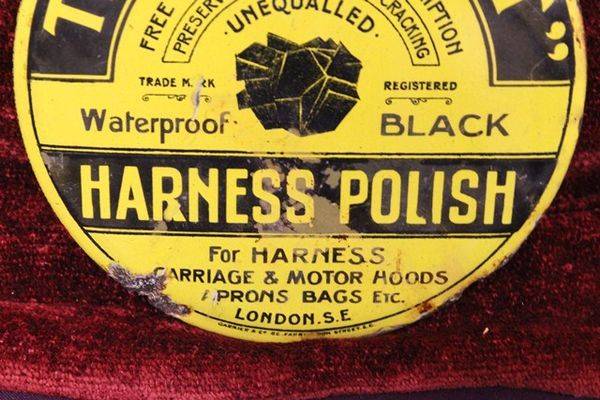 FREE
PRESERV
UNEQUALLED.
CRACKING
TRADE MARK
REGISTERED
Waterproof
BLACK
HARNESS POLISH
For HARNESS
CARRIAGE & MOTOR HOODS
APRONS BAGS Etc.
LONDON. S.E